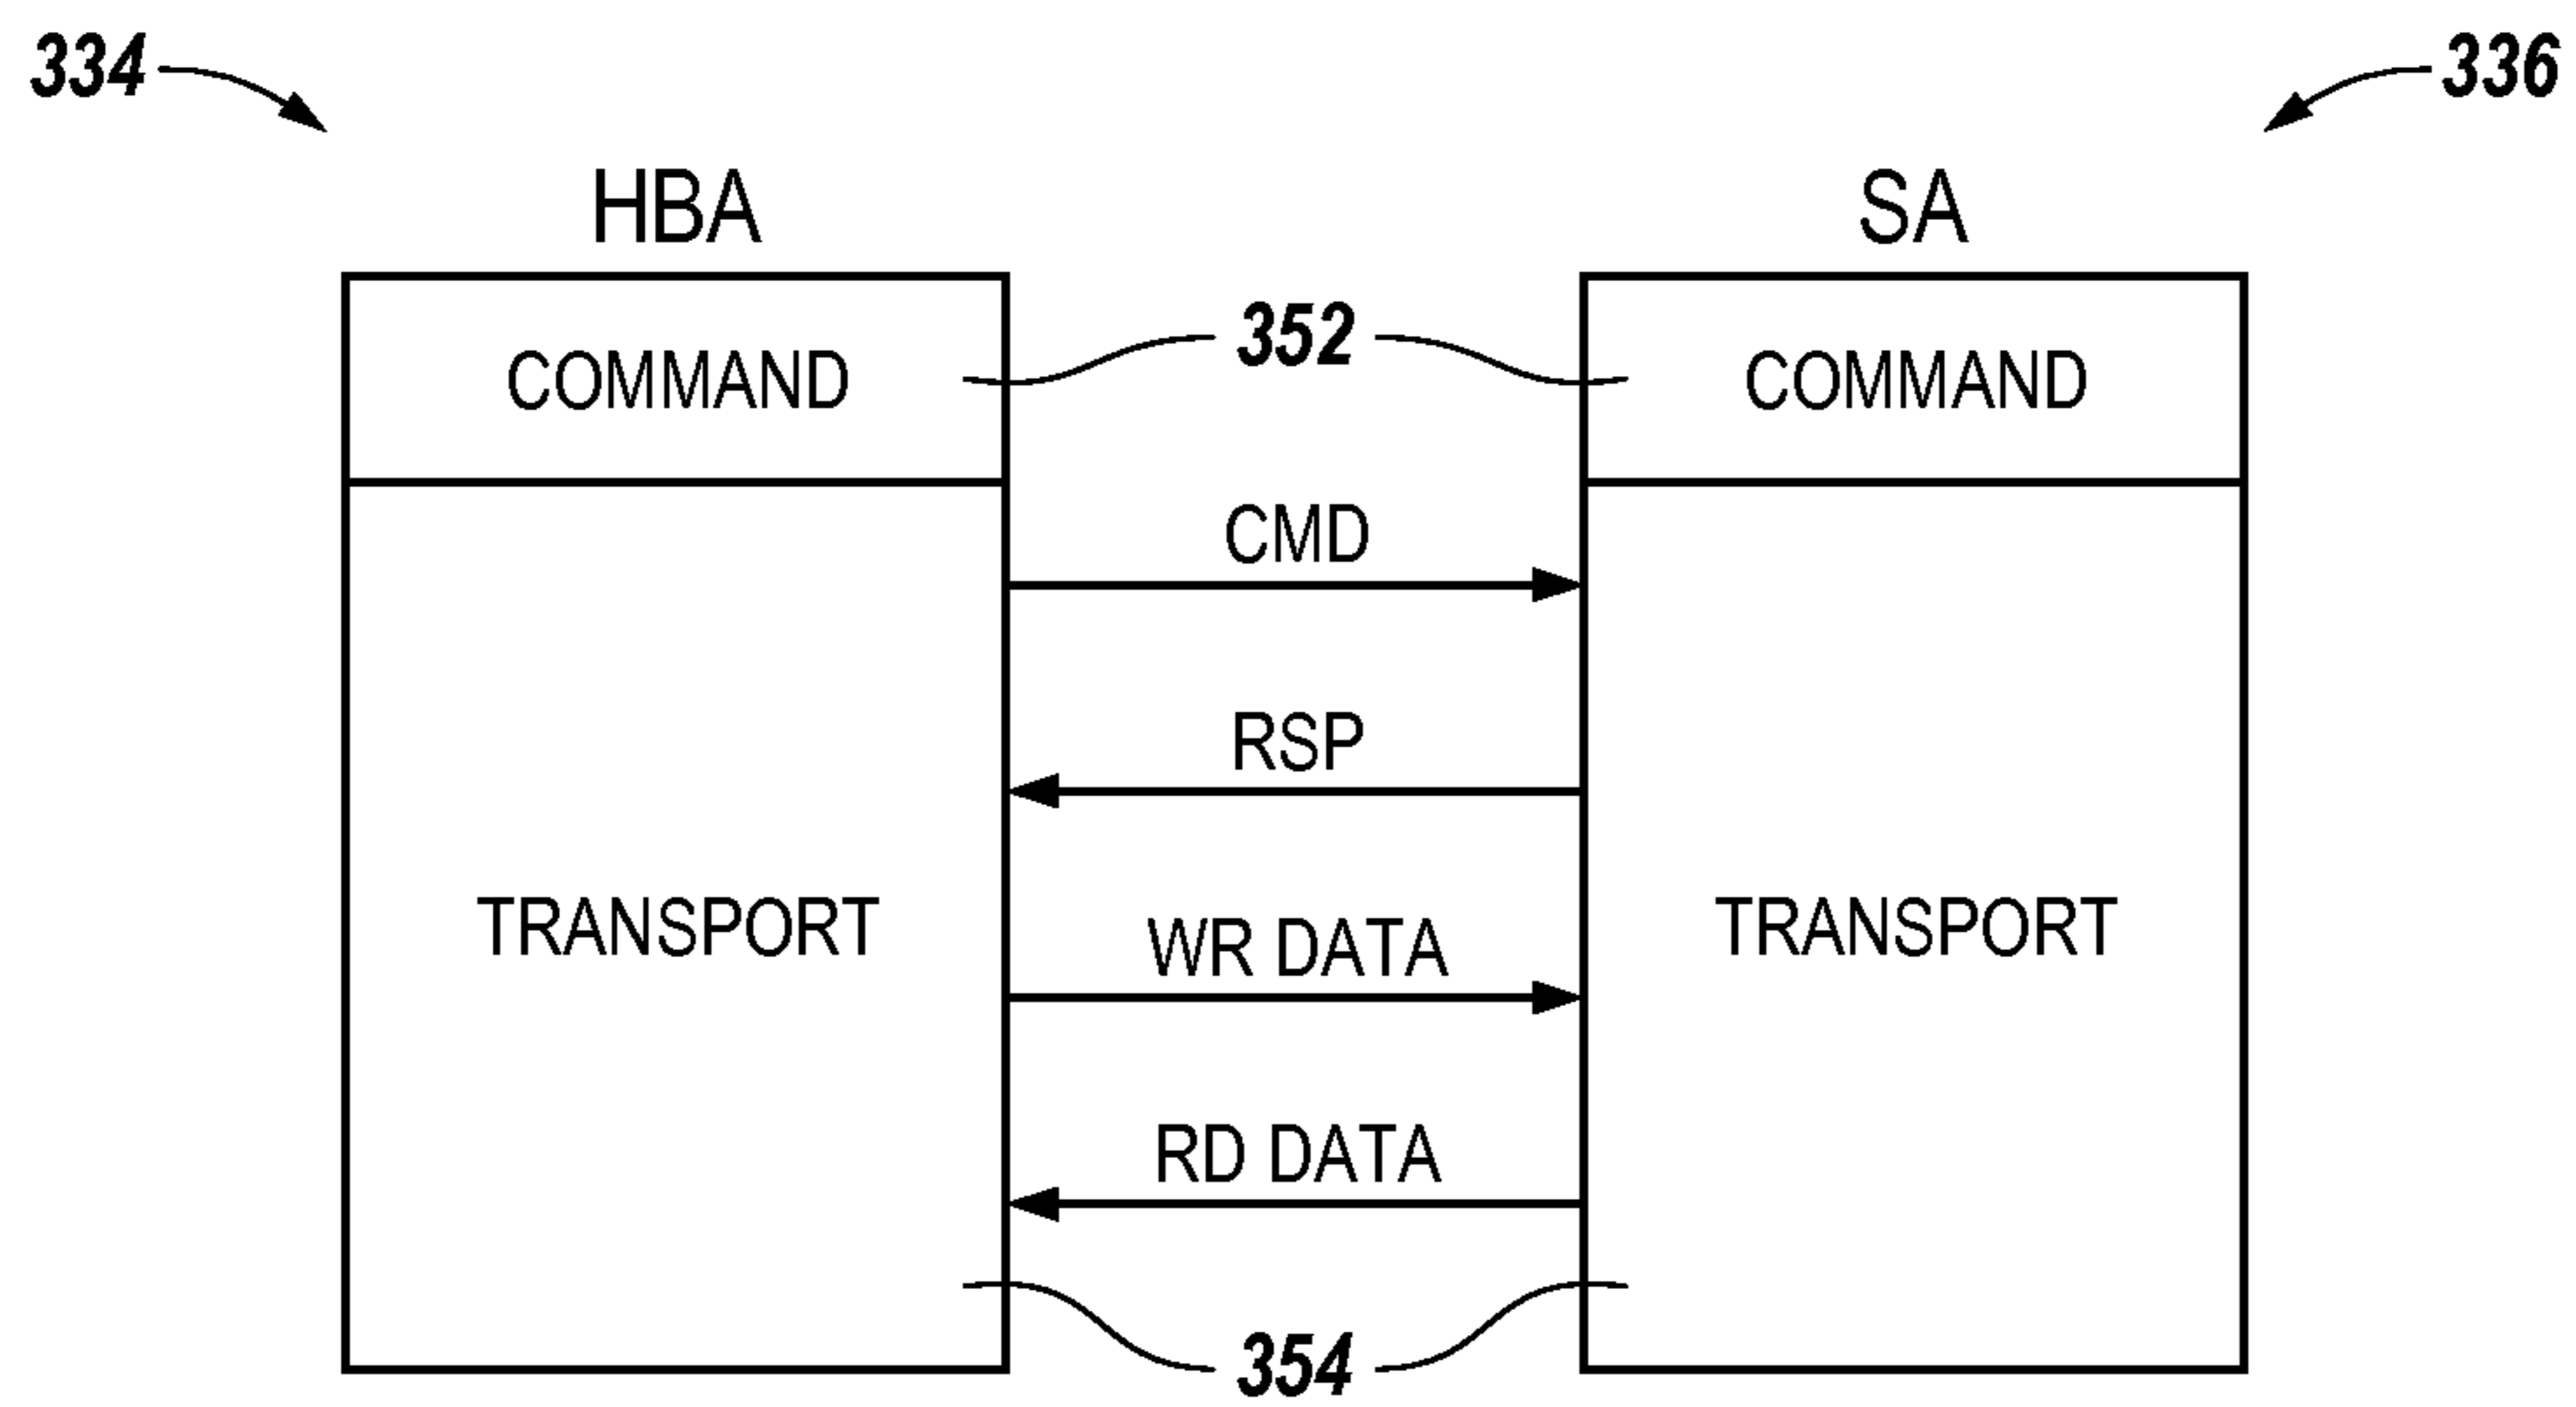 334
336
HBA
SA
352
COMMAND
COMMAND
CMD
RSP
TRANSPORT
WR DATA
TRANSPORT
RD DATA
354